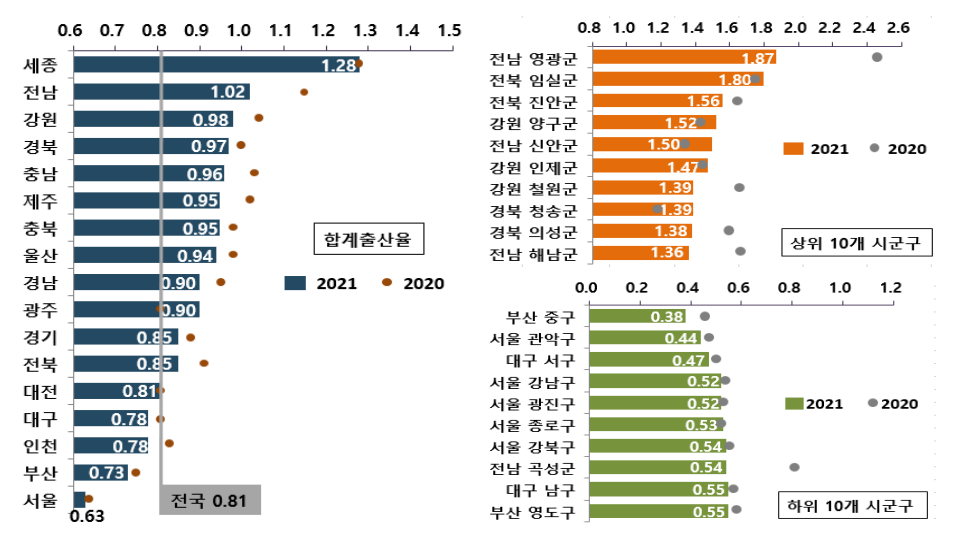 0.6 0.7 0.8 0.9 1.0 1.1 1.2 1.3 1.4 1.5
세종 1.28
전남 1.02
강원 0.98
경북 0.97
충남 0.96
제주 0.95
충북 0.95
울산 0.94
경남 0.90
광주 0.90
경기 0.85
전북 0.85
대전 0.81
대구 0.78
인천 0.78
부산 0.73
서울 0.63
합계출산율
2021 2020
전국 0.81
0.8 1.0 1.2 1.4 1.6 1.8 2.0 2.2 2.4 2.6
전남 영광군 1.87
전북 임실군 1.80
전북 진안군 1.56
강원 양구군 1.52
전남 신안군 1.50
강원 인제군 1.47
강원 철원군 1.39
경북 청송군 1.39
경북 의성군 1.38
전남 해남군 1.36
2021 2020
상위 10개 시군구
0.0 0.2 0.4 0.6 0.8 1.0 1.2
부산 중구 0.38
서울 관악구 0.44
대구 서구 0.47
서울 강남구 0.52
서울 광진구 0.52
서울 종로구 0.53
서울 강북구 0.54
전남 곡성군 0.54
대구 남구 0.55
부산 영도구 0.55
2021 2020
하위 10개 시군구